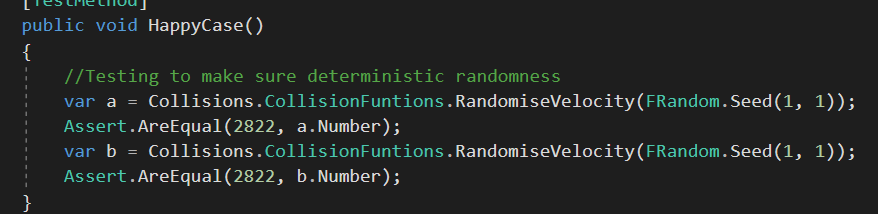 [TestMethod]
public void HappyCase()
{
//Testing to make sure deterministic randomness
var a = Collisions.CollisionFuntions.RandomiseVelocity(FRandom.Seed(1, 1));
Assert.AreEqual(2822, a.Number);
var b = Collisions.CollisionFuntions.RandomiseVelocity(FRandom.Seed(1, 1));
Assert.AreEqual(2822, b.Number);
}